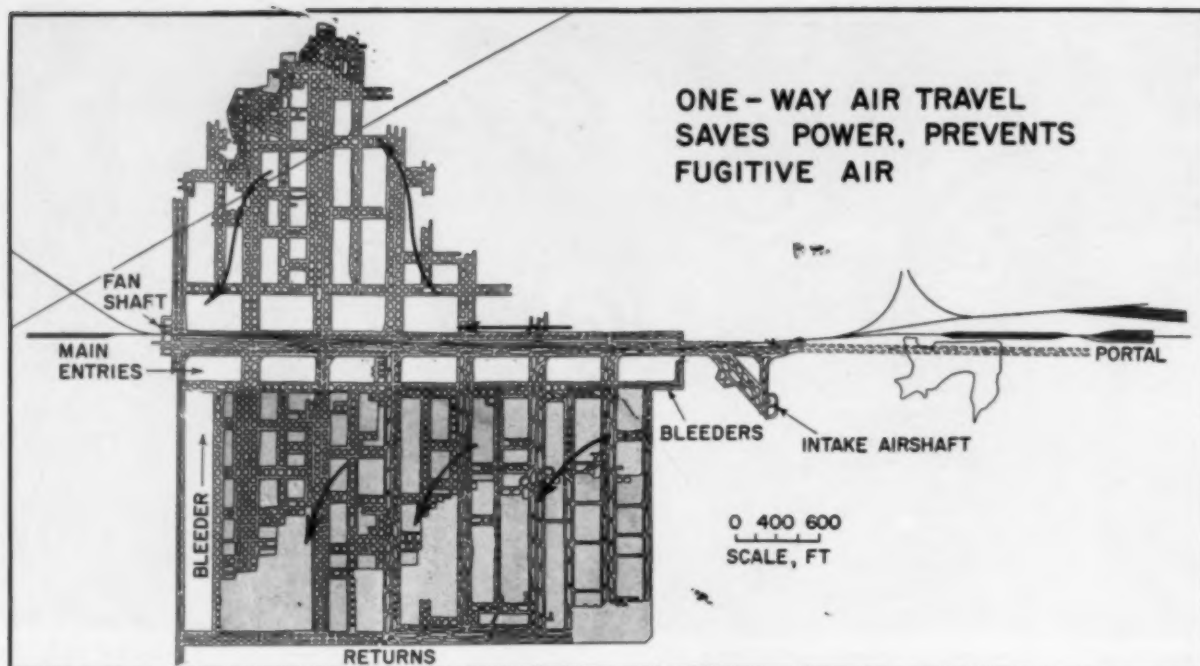 ONE-WAY AIR TRAVEL
SAVES POWER, PREVENTS
FUGITIVE AIR
FAN
SHAFT
MAIN
ENTRIES
PORTAL
BLEEDERS
INTAKE AIRSHAFT
BLEEDER
0 400 600
SCALE, FT
RETURNS